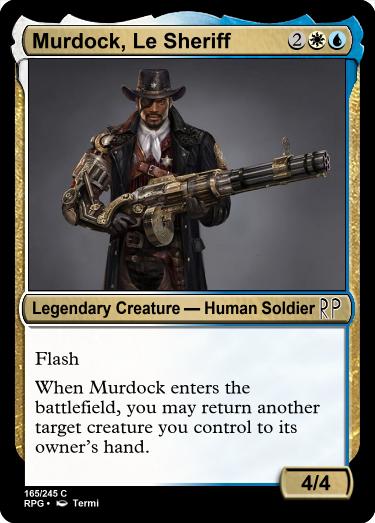 Murdock, Le Sheriff 2
Legendary Creature — Human Soldier RP
Flash
When Murdock enters the
battlefield, you may return another
target creature you control to its
owner's hand.
4/4
165/245 C
RPG • Termi